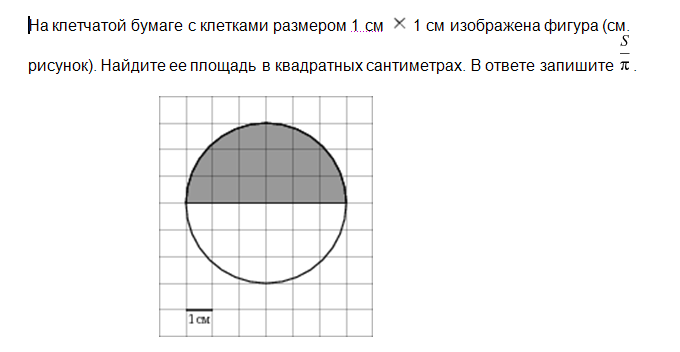 На клетчатой бумаге с клетками размером 1 см × 1 см изображена фигура (см.
рисунок). Найдите ее площадь в квадратных сантиметрах. В ответе запишите S/π.
1см